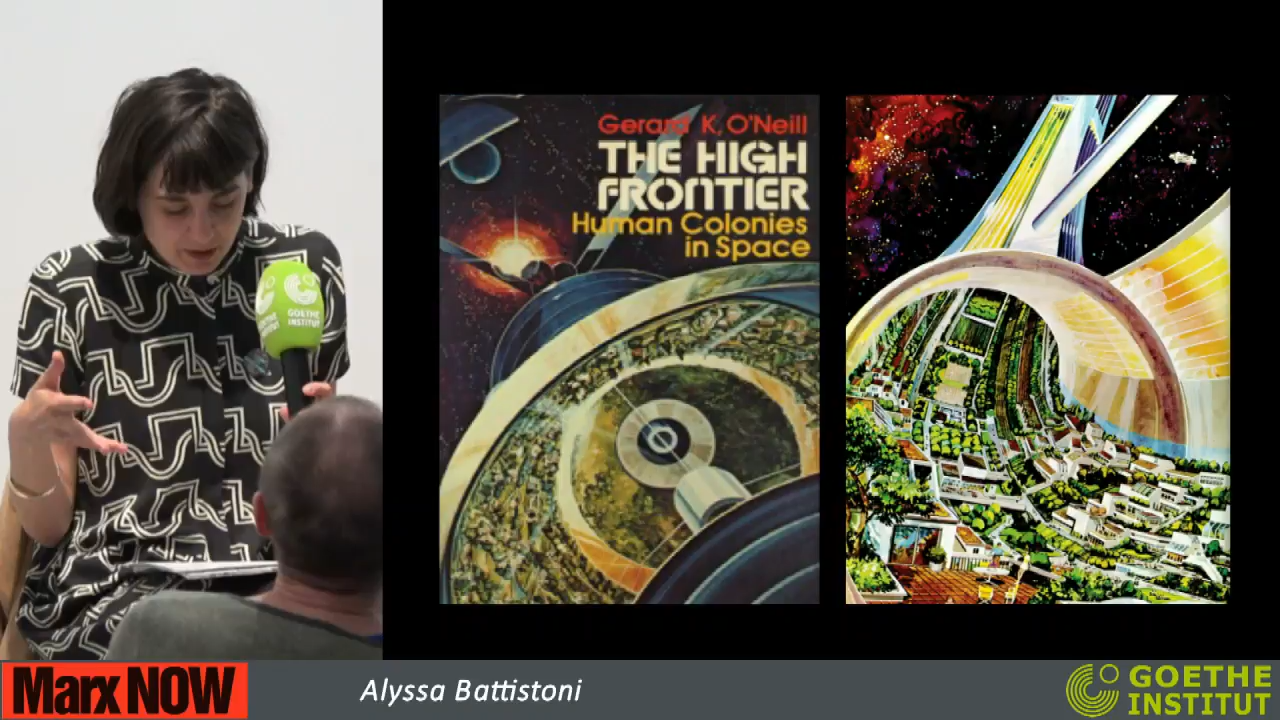 GOETHE
INSTITUT
Gerard K. O'Neill
THE HIGH
FRONTIER
Human Colonies
in Space
Marx NOW
Alyssa Battistoni
GOETHE
INSTITUT